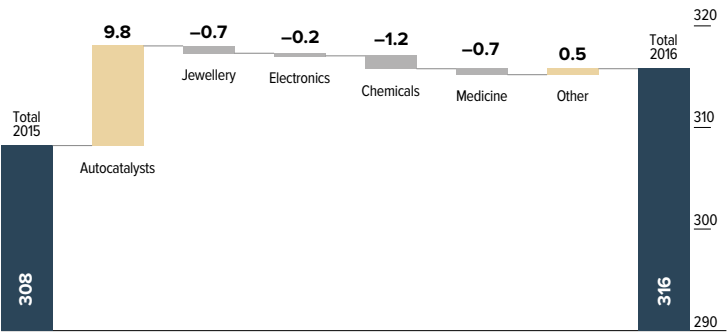 Total
2015
308
9.8
Autocatalysts
–0.7
Jewellery
–0.2
Electronics
–1.2
Chemicals
–0.7
Medicine
0.5
Other
Total
2016
316
320
310
300
290